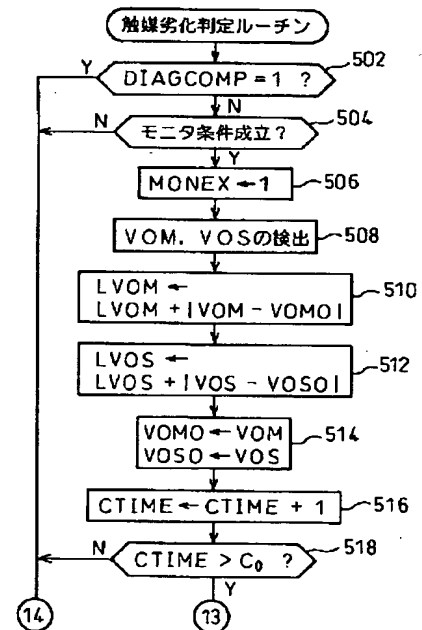 触媒劣化判定ルーチン
502
Y
DIAGCOMP=1 ?
N
504
N
モニタ条件成立?
Y
MONEX←1
506
VOM. VOSの検出
508
LVOM ←
LVOM +|VOM - VOMO|
510
LVOS ←
LVOS +|VOS - VOSO|
512
VOMO←VOM
VOSO←VOS
514
CTIME←CTIME + 1
516
518
N
CTIME > C₀ ?
Y
14
13